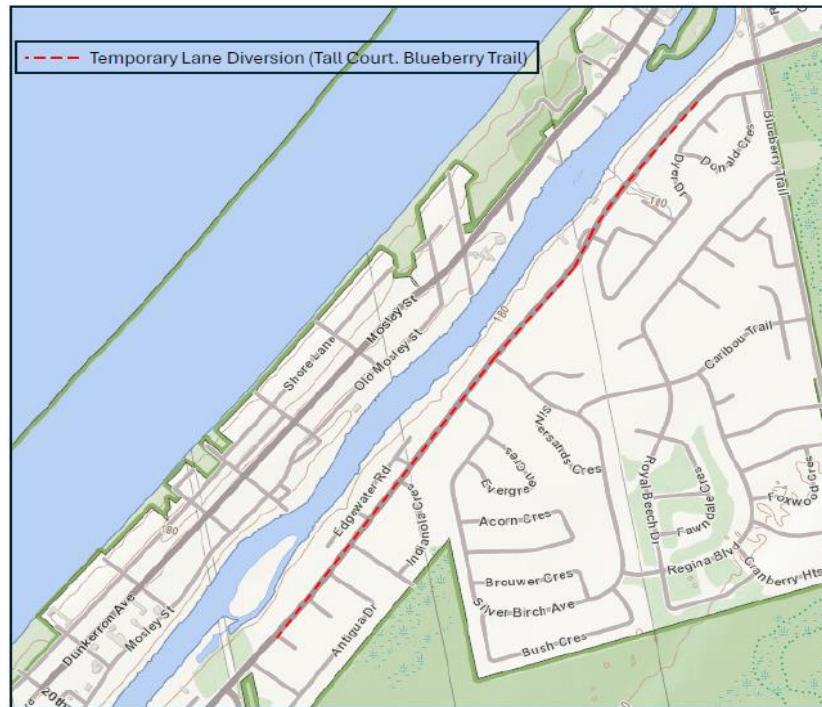 Temporary Lane Diversion (Tall Court. Blueberry Trail)
Blueberry Trail
Donald Cres
Dyer Dr
180
180
Mosley St
Old Mosley St
Shore Lane
Caribou Trail
Silversands Cres
Evergreen Cres
Edgewater Rd
Indianola Cres
Acorn Cres
Royal Beech Dr
Fawndale Cres
Foxwood Cres
180
Brouwer Cres
Regina Blvd
Cranberry Hts
Silver Birch Ave
Antigua Dr
Dunkerron Ave
Mosley St
Bush Cres
20th